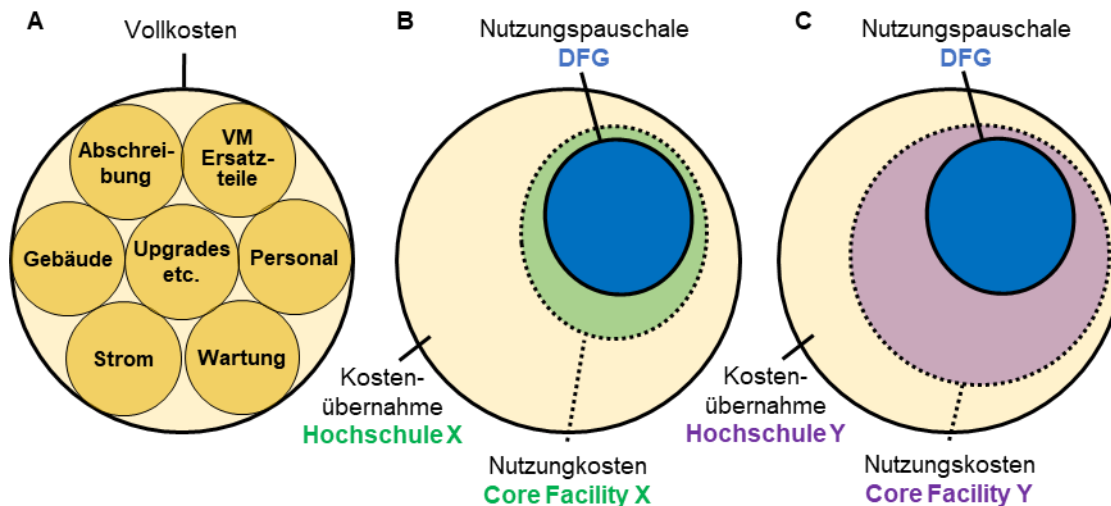 A
Vollkosten
Abschrei-
bung
VM
Ersatz-
teile
Gebäude
Upgrades
etc.
Personal
Strom
Wartung
B
Nutzungspauschale
DFG
Kosten-
übernahme
Hochschule X
Nutzungkosten
Core Facility X
C
Nutzungspauschale
DFG
Kosten-
übernahme
Hochschule Y
Nutzungskosten
Core Facility Y